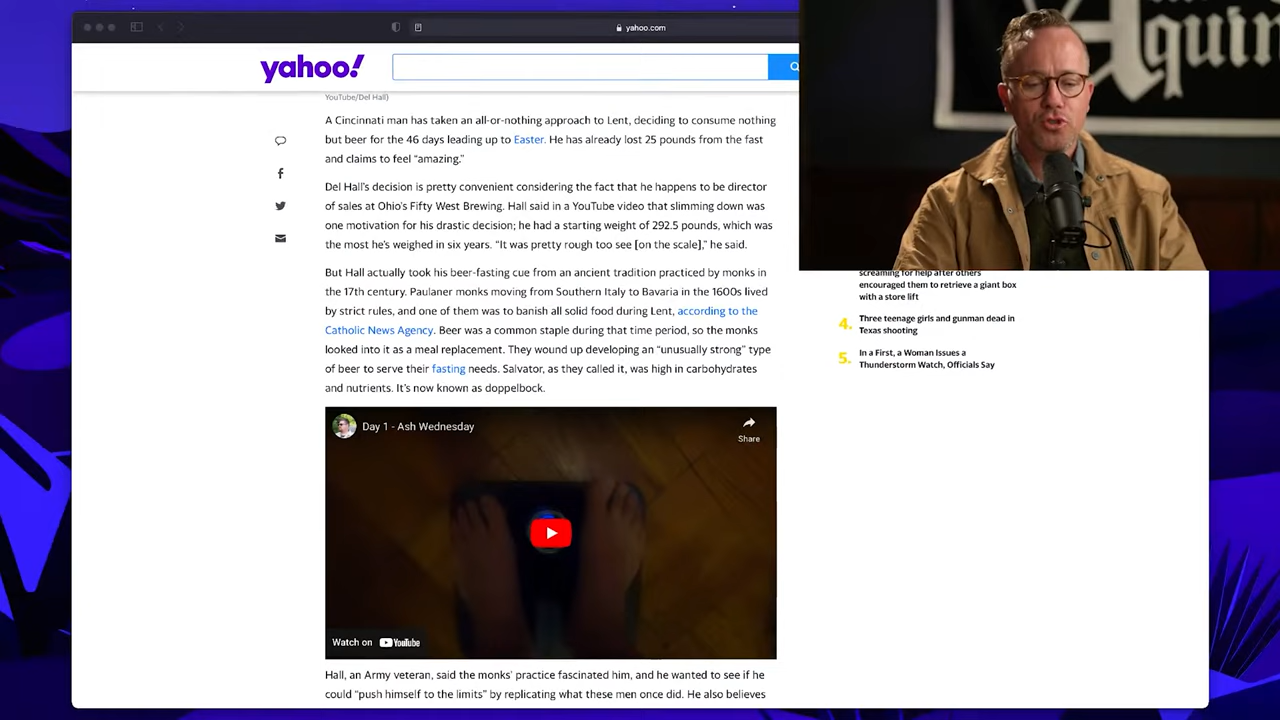 yahoo.com
yahoo!
Aquin
YouTube/Del Hall)
A Cincinnati man has taken an all-or-nothing approach to Lent, deciding to consume nothing
but beer for the 46 days leading up to Easter. He has already lost 25 pounds from the fast
and claims to feel “amazing.”
Del Hall’s decision is pretty convenient considering the fact that he happens to be director
of sales at Ohio’s Fifty West Brewing. Hall said in a YouTube video that slimming down was
one motivation for his drastic decision; he had a starting weight of 292.5 pounds, which was
the most he’s weighed in six years. “It was pretty rough too see [on the scale],” he said.
But Hall actually took his beer-fasting cue from an ancient tradition practiced by monks in
the 17th century. Paulaner monks moving from Southern Italy to Bavaria in the 1600s lived
by strict rules, and one of them was to banish all solid food during Lent, according to the
Catholic News Agency. Beer was a common staple during that time period, so the monks
looked into it as a meal replacement. They wound up developing an “unusually strong” type
of beer to serve their fasting needs. Salvator, as they called it, was high in carbohydrates
and nutrients. It’s now known as doppelbock.
Day 1 - Ash Wednesday
Share
Watch on YouTube
Hall, an Army veteran, said the monks’ practice fascinated him, and he wanted to see if he
could “push himself to the limits” by replicating what these men once did. He also believes
screaming for help after others
encouraged them to retrieve a giant box
with a store lift
4. Three teenage girls and gunman dead in
Texas shooting
5. In a First, a Woman Issues a
Thunderstorm Watch, Officials Say